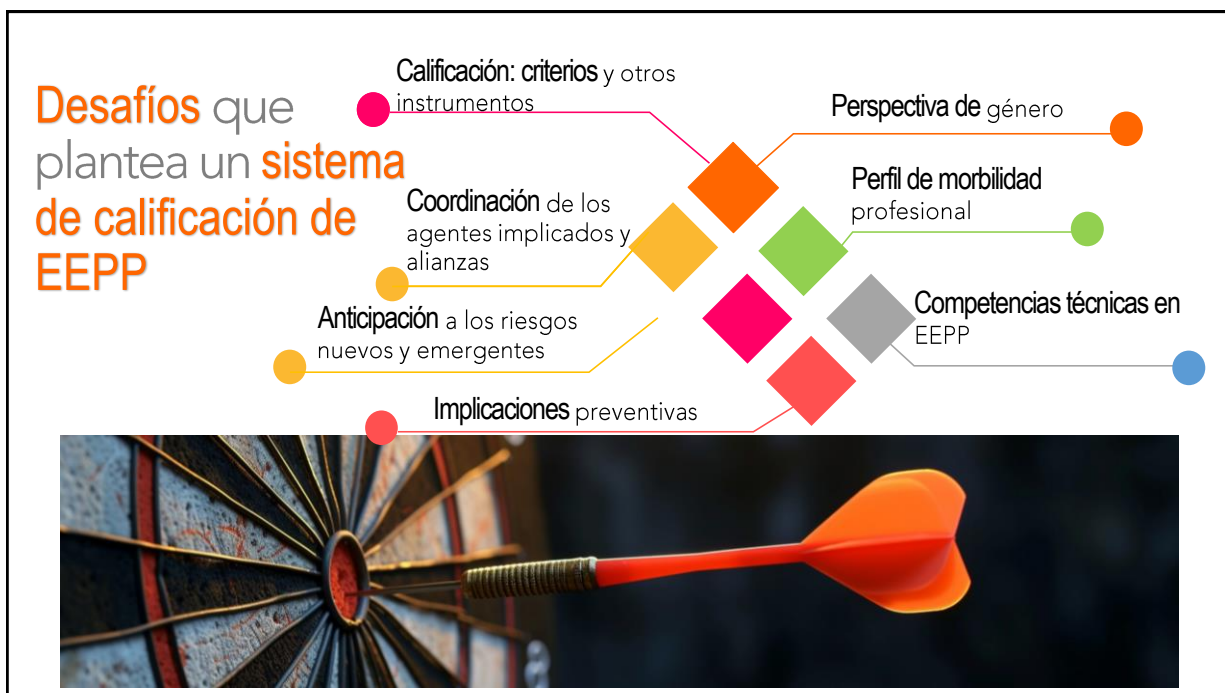 Desafíos que
plantea un sistema
de calificación de
EEPP
Calificación: criterios y otros
instrumentos
Coordinación de los
agentes implicados y
alianzas
Anticipación a los riesgos
nuevos y emergentes
Implicaciones preventivas
Perspectiva de género
Perfil de morbilidad
profesional
Competencias técnicas en
EEPP